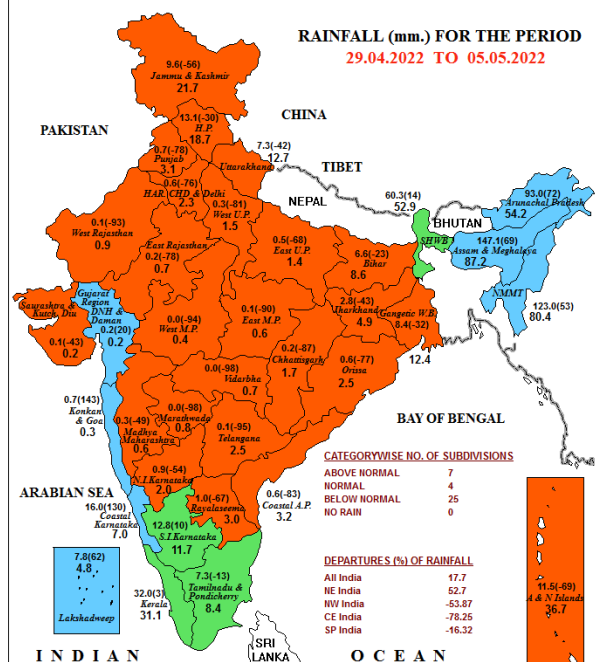 RAINFALL (mm.) FOR THE PERIOD
29.04.2022 TO 05.05.2022
9.6(-56)
Jammu & Kashmir
21.7
CHINA
PAKISTAN
13.1(-30)
H.P.
18.7
0.7(-78)
Punjab
3.1
7.3(-42)
Uttarakhand
12.7
TIBET
NEPAL
0.6(-76)
HAR. CHD & Delhi
2.3
0.3(-81)
West U.P.
1.5
60.3(14)
52.9
BHUTAN
93.0(72)
Arunachal Pradesh
54.2
0.1(-93)
West Rajasthan
0.9
East Rajasthan
0.2(-78)
0.7
0.5(-68)
East U.P.
1.4
6.6(-23)
Bihar
8.6
SHWB
147.1(69)
Assam & Meghalaya
87.2
NMMT
123.0(53)
80.4
Saurashtra &
Kutch, Diu
0.1(-43)
0.2
Gujarat
Region
DNH &
Daman
0.2(20)
0.2
0.0(-94)
West M.P.
0.4
0.1(-90)
East M.P.
0.6
2.8(-43)
Jharkhand
4.9
Gangetic W.B.
8.4(-32)
12.4
0.2(-87)
Chhattisgarh
1.7
0.6(-77)
Orissa
2.5
0.0(-98)
Vidarbha
0.7
0.7(143)
Konkan
& Goa
0.3
0.3(-49)
Madhya
Maharashtra
0.6
0.0(-98)
Marathwada
0.8
0.1(-95)
Telangana
2.5
BAY OF BENGAL
0.9(-54)
N.I.Karnataka
2.0
ARABIAN SEA
16.0(130)
Coastal
Karnataka
7.0
1.0(-67)
Rayalaseema
3.0
0.6(-83)
Coastal A.P.
3.2
12.8(10)
S.I.Karnataka
11.7
7.8(62)
4.8
Lakshadweep
7.3(-13)
Tamilnadu &
Pondicherry
8.4
32.0(3)
Kerala
31.1
CATEGORYWISE NO. OF SUBDIVISIONS
ABOVE NORMAL 7
NORMAL 4
BELOW NORMAL 25
NO RAIN 0
DEPARTURES (%) OF RAINFALL
All India 17.7
NE India 52.7
NW India -53.87
CE India -78.25
SP India -16.32
11.5(-69)
A & N Islands
36.7
SRI
LANKA
INDIAN OCEAN